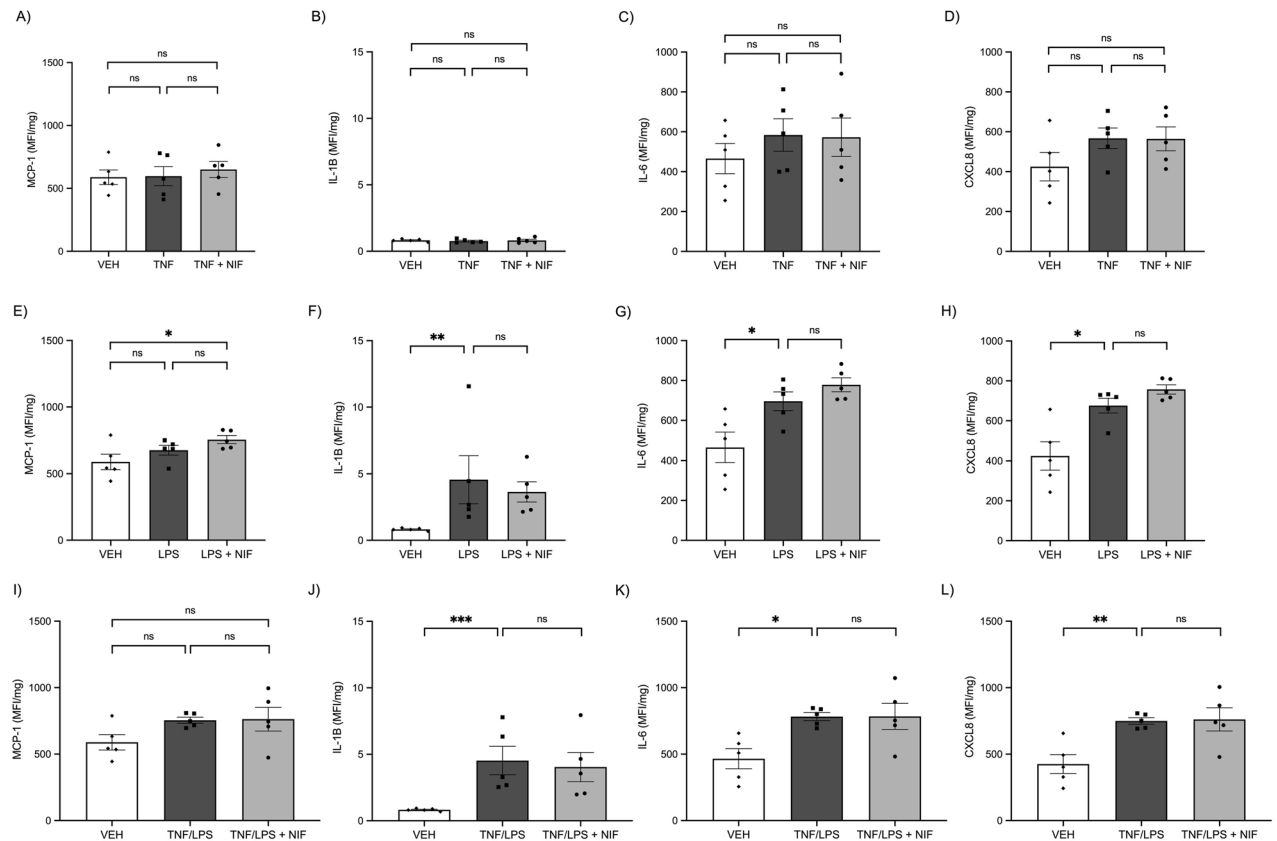 A)
ns
ns
ns
1500
1000
500
0
MCP-1 (MFI/mg)
VEH TNF TNF + NIF
B)
ns
ns
ns
15
10
5
0
IL-1B (MFI/mg)
VEH TNF TNF + NIF
C)
ns
ns
ns
1000
800
600
400
200
0
IL-6 (MFI/mg)
VEH TNF TNF + NIF
D)
ns
ns
ns
1000
800
600
400
200
0
CXCL8 (MFI/mg)
VEH TNF TNF + NIF
E)
*
ns
ns
1500
1000
500
0
MCP-1 (MFI/mg)
VEH LPS LPS + NIF
F)
**
ns
15
10
5
0
IL-1B (MFI/mg)
VEH LPS LPS + NIF
G)
*
ns
1000
800
600
400
200
0
IL-6 (MFI/mg)
VEH LPS LPS + NIF
H)
*
ns
1000
800
600
400
200
0
CXCL8 (MFI/mg)
VEH LPS LPS + NIF
I)
ns
ns
ns
1500
1000
500
0
MCP-1 (MFI/mg)
VEH TNF/LPS TNF/LPS + NIF
J)
***
ns
15
10
5
0
IL-1B (MFI/mg)
VEH TNF/LPS TNF/LPS + NIF
K)
*
ns
1500
1000
500
0
IL-6 (MFI/mg)
VEH TNF/LPS TNF/LPS + NIF
L)
**
ns
1500
1000
500
0
CXCL8 (MFI/mg)
VEH TNF/LPS TNF/LPS + NIF